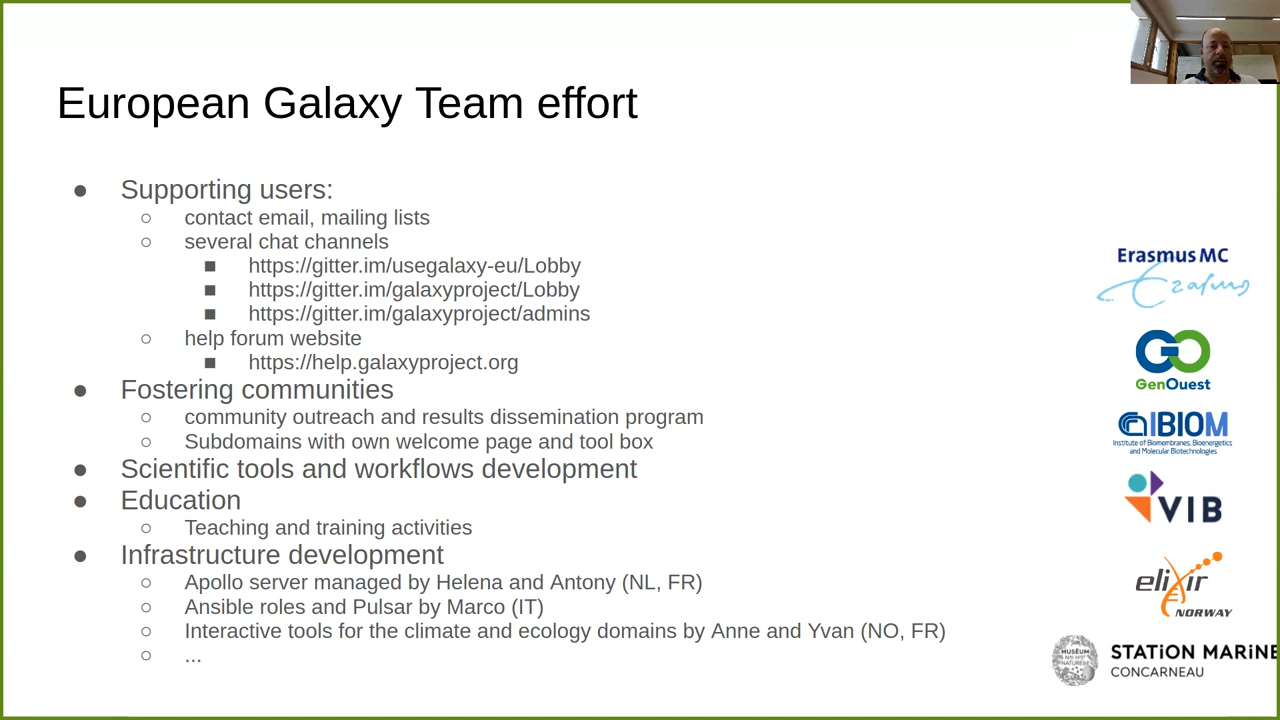 European Galaxy Team effort
● Supporting users:
○ contact email, mailing lists
○ several chat channels
■ https://gitter.im/usegalaxy-eu/Lobby
■ https://gitter.im/galaxyproject/Lobby
■ https://gitter.im/galaxyproject/admins
○ help forum website
■ https://help.galaxyproject.org
● Fostering communities
○ community outreach and results dissemination program
○ Subdomains with own welcome page and tool box
● Scientific tools and workflows development
● Education
○ Teaching and training activities
● Infrastructure development
○ Apollo server managed by Helena and Antony (NL, FR)
○ Ansible roles and Pulsar by Marco (IT)
○ Interactive tools for the climate and ecology domains by Anne and Yvan (NO, FR)
○ ...
Erasmus MC
Erasmus
GO
GenOuest
IBIOM
Institute of Biomembranes, Bioenergetics
and Molecular Biotechnologies
VIB
elixir
NORWAY
MUSÉUM
NATURELLE
STATION MARiNE
CONCARNEAU